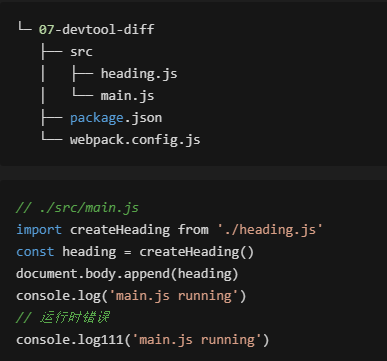 └─ 07-devtool-diff
   ├── src
   │   ├── heading.js
   │   └── main.js
   ├── package.json
   └── webpack.config.js
// ./src/main.js
import createHeading from './heading.js'
const heading = createHeading()
document.body.append(heading)
console.log('main.js running')
// 运行时错误
console.log111('main.js running')